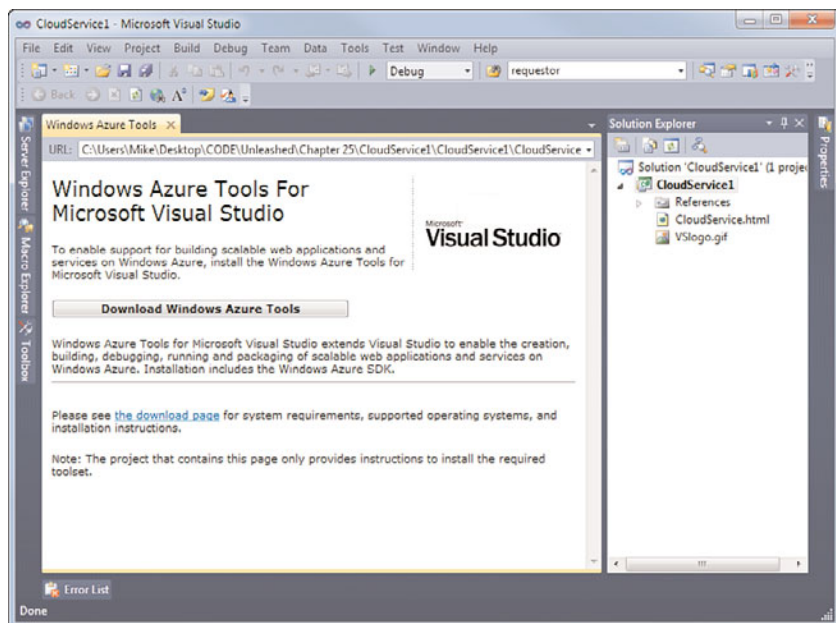 CloudService1 - Microsoft Visual Studio
File Edit View Project Build Debug Team Data Tools Test Window Help
Debug
requestor
Back
Server Explorer
Macro Explorer
Toolbox
Windows Azure Tools
URL: C:\Users\Mike\Desktop\CODE\Unleashed\Chapter 25\CloudService1\CloudService1\CloudService
Windows Azure Tools For
Microsoft Visual Studio
Microsoft
Visual Studio
To enable support for building scalable web applications and
services on Windows Azure, install the Windows Azure Tools for
Microsoft Visual Studio.
Download Windows Azure Tools
Windows Azure Tools for Microsoft Visual Studio extends Visual Studio to enable the creation,
building, debugging, running and packaging of scalable web applications and services on
Windows Azure. Installation includes the Windows Azure SDK.
Please see the download page for system requirements, supported operating systems, and
installation instructions.
Note: The project that contains this page only provides instructions to install the required
toolset.
Solution Explorer
Solution 'CloudService1' (1 projec
CloudService1
References
CloudService.html
VSlogo.gif
Properties
Error List
Done